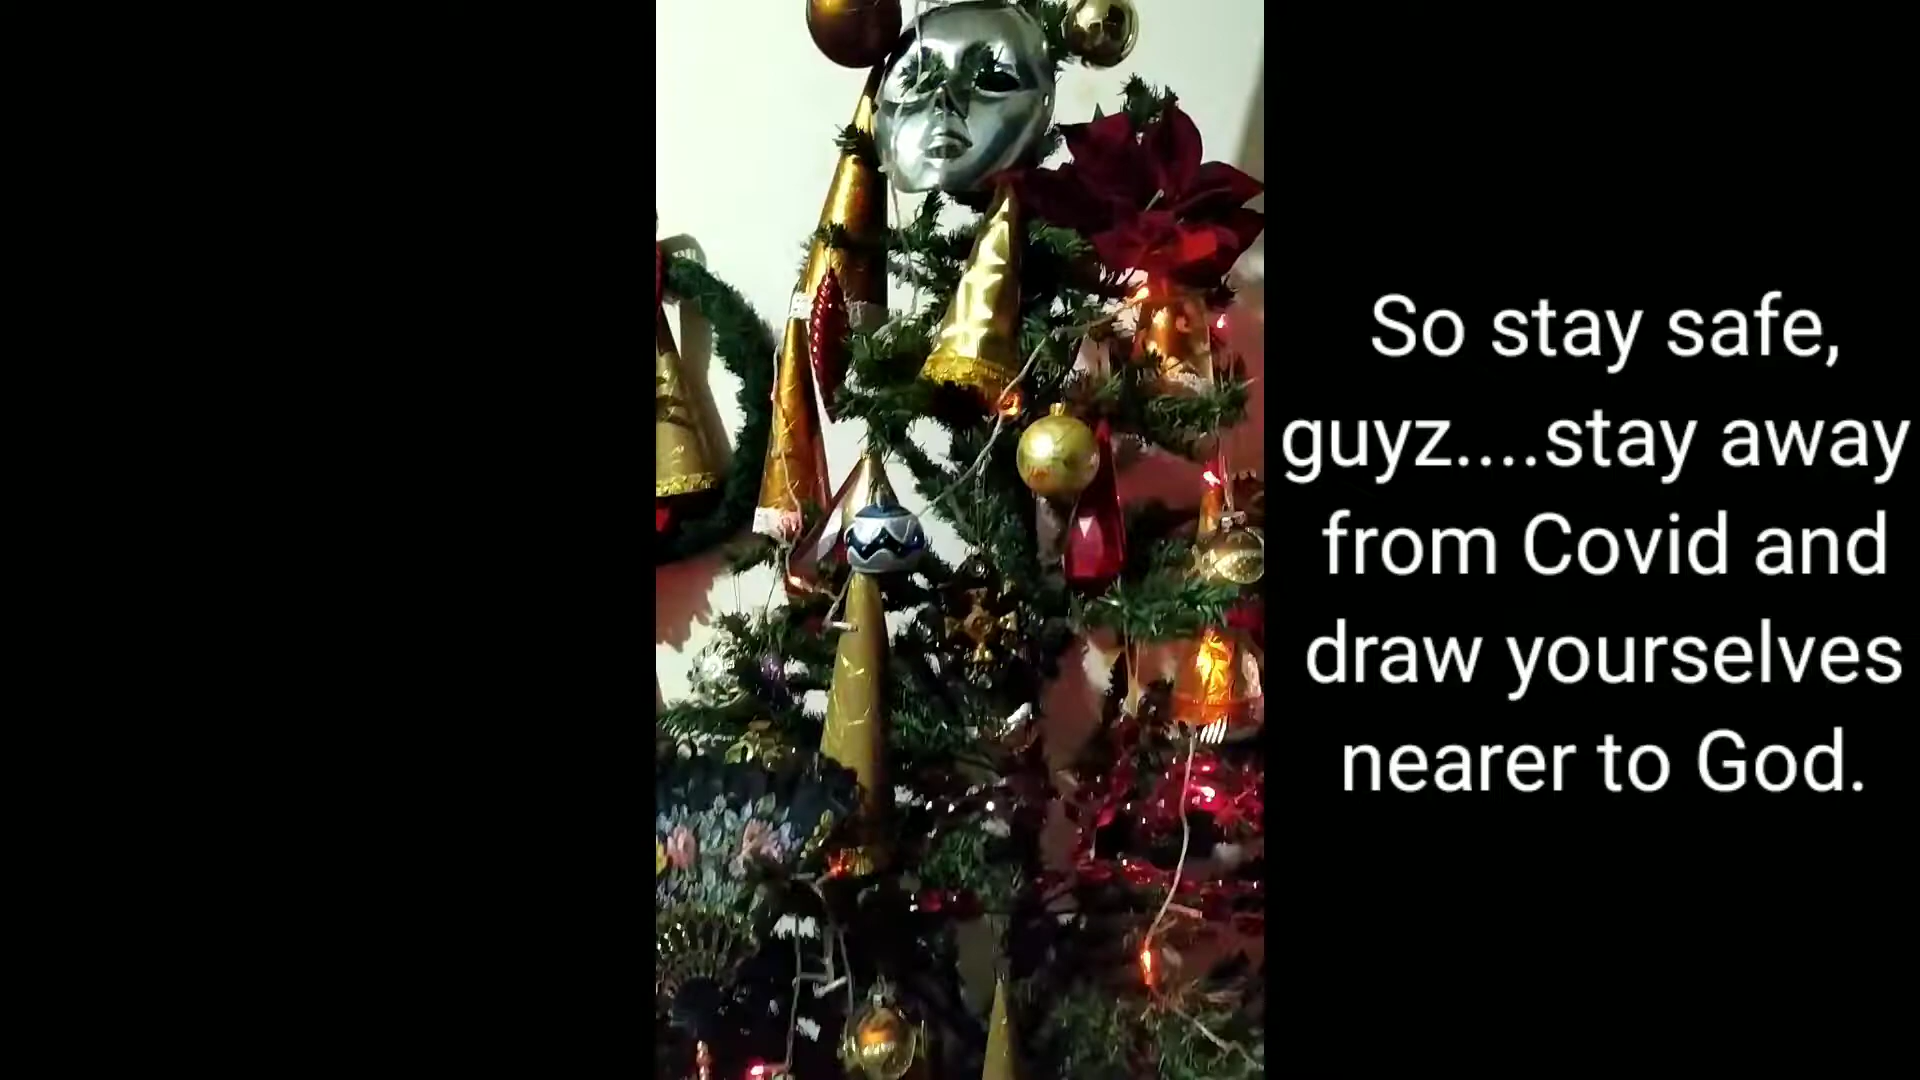 So stay safe,
guyz....stay away
from Covid and
draw yourselves
nearer to God.